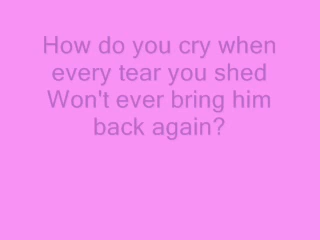 How do you cry when
every tear you shed
Won't ever bring him
back again?